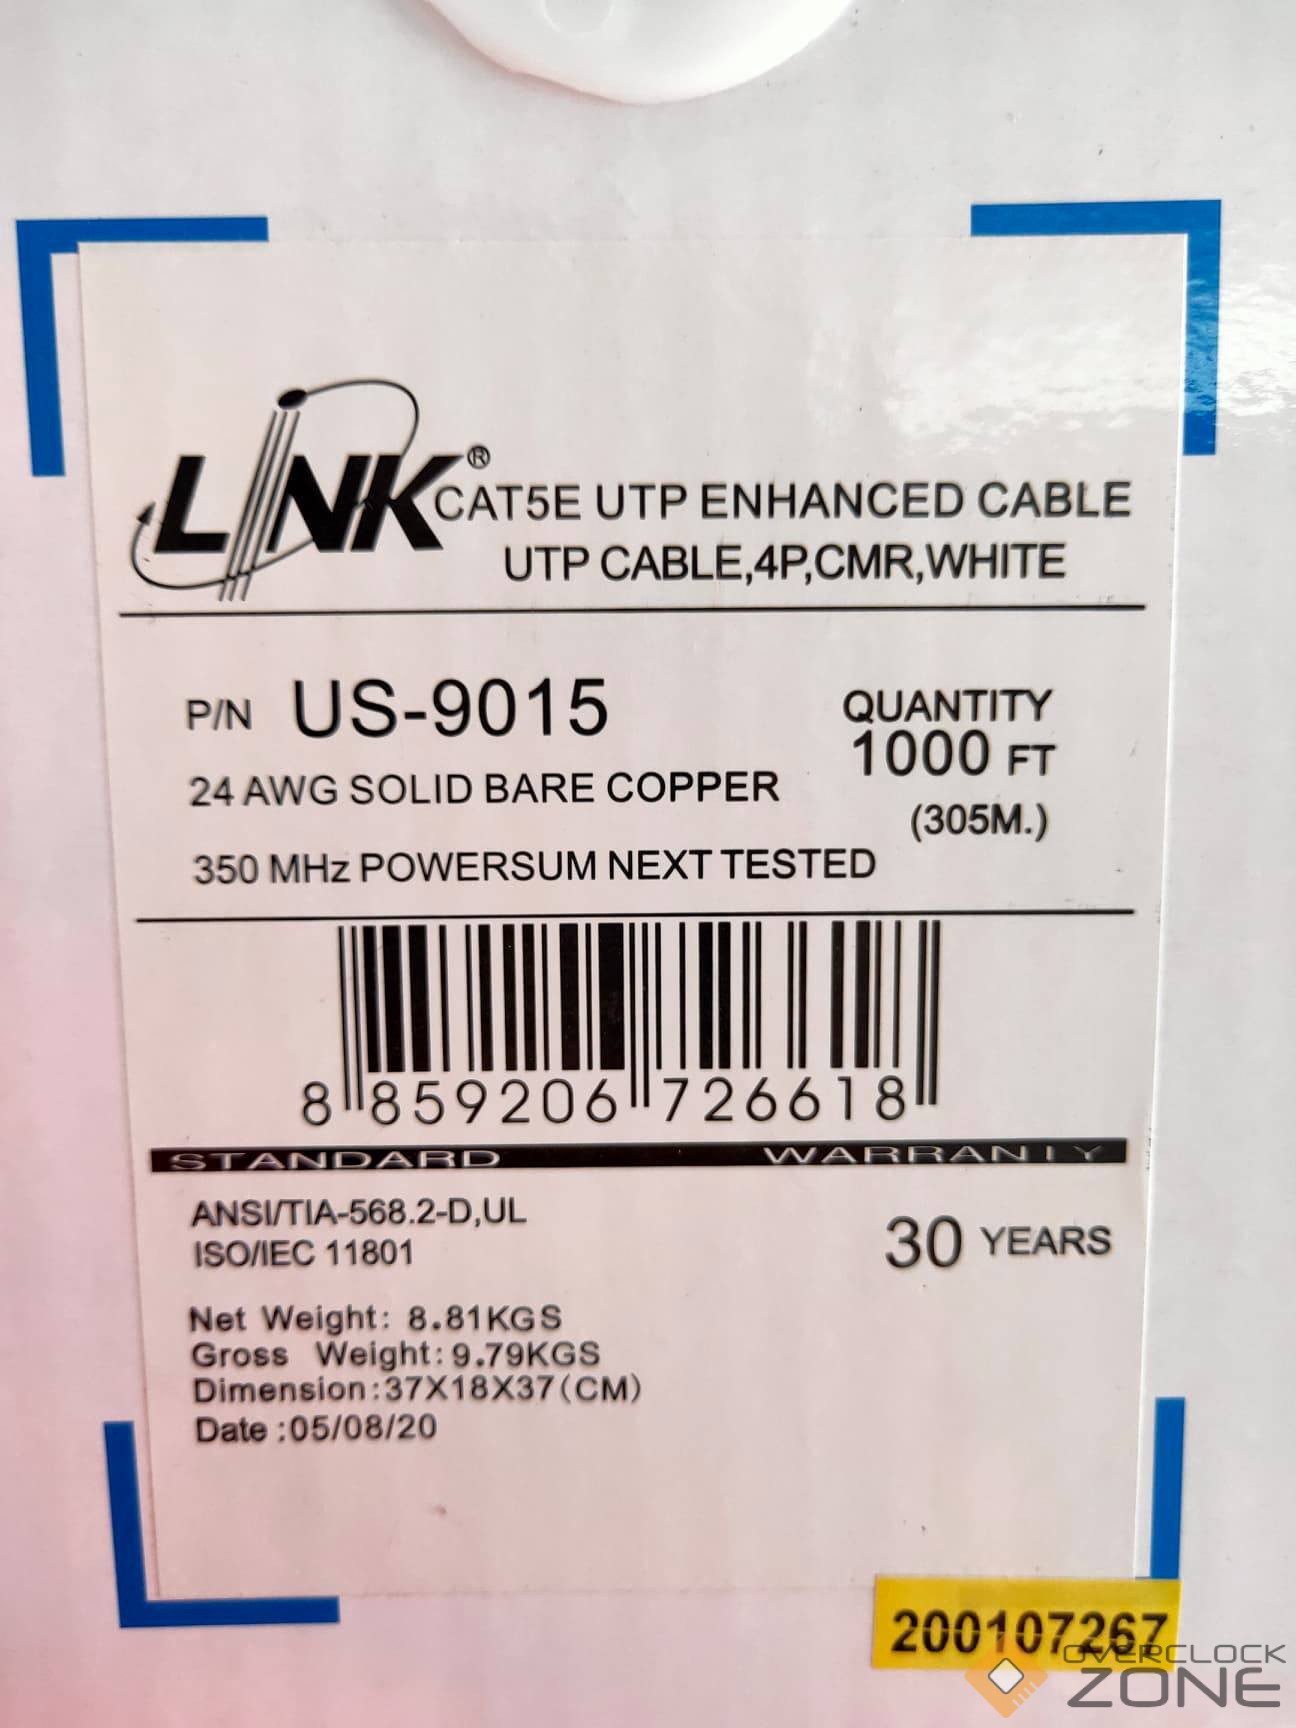 LINK®
CAT5E UTP ENHANCED CABLE
UTP CABLE,4P,CMR,WHITE
P/N US-9015
QUANTITY
1000 FT
(305M.)
24 AWG SOLID BARE COPPER
350 MHz POWERSUM NEXT TESTED
8 859206 726618
STANDARD WARRANTY
ANSI/TIA-568.2-D,UL
ISO/IEC 11801
30 YEARS
Net Weight: 8.81KGS
Gross Weight:9.79KGS
Dimension:37X18X37(CM)
Date :05/08/20
200107267
OVERCLOCK
ZONE